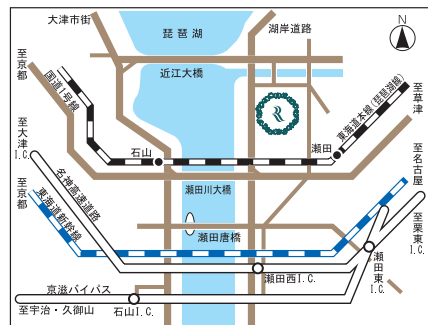 大津市街
琵琶湖
湖岸道路
N
至京都
国道1号線
近江大橋
R
東海道本線(琵琶湖線)
至草津
至大津I.C.
石山
瀬田
名神高速道路
瀬田川大橋
至名古屋
至京都
東海道新幹線
瀬田唐橋
至栗東I.C.
瀬田東I.C.
瀬田西I.C.
京滋バイパス
石山I.C.
至宇治・久御山